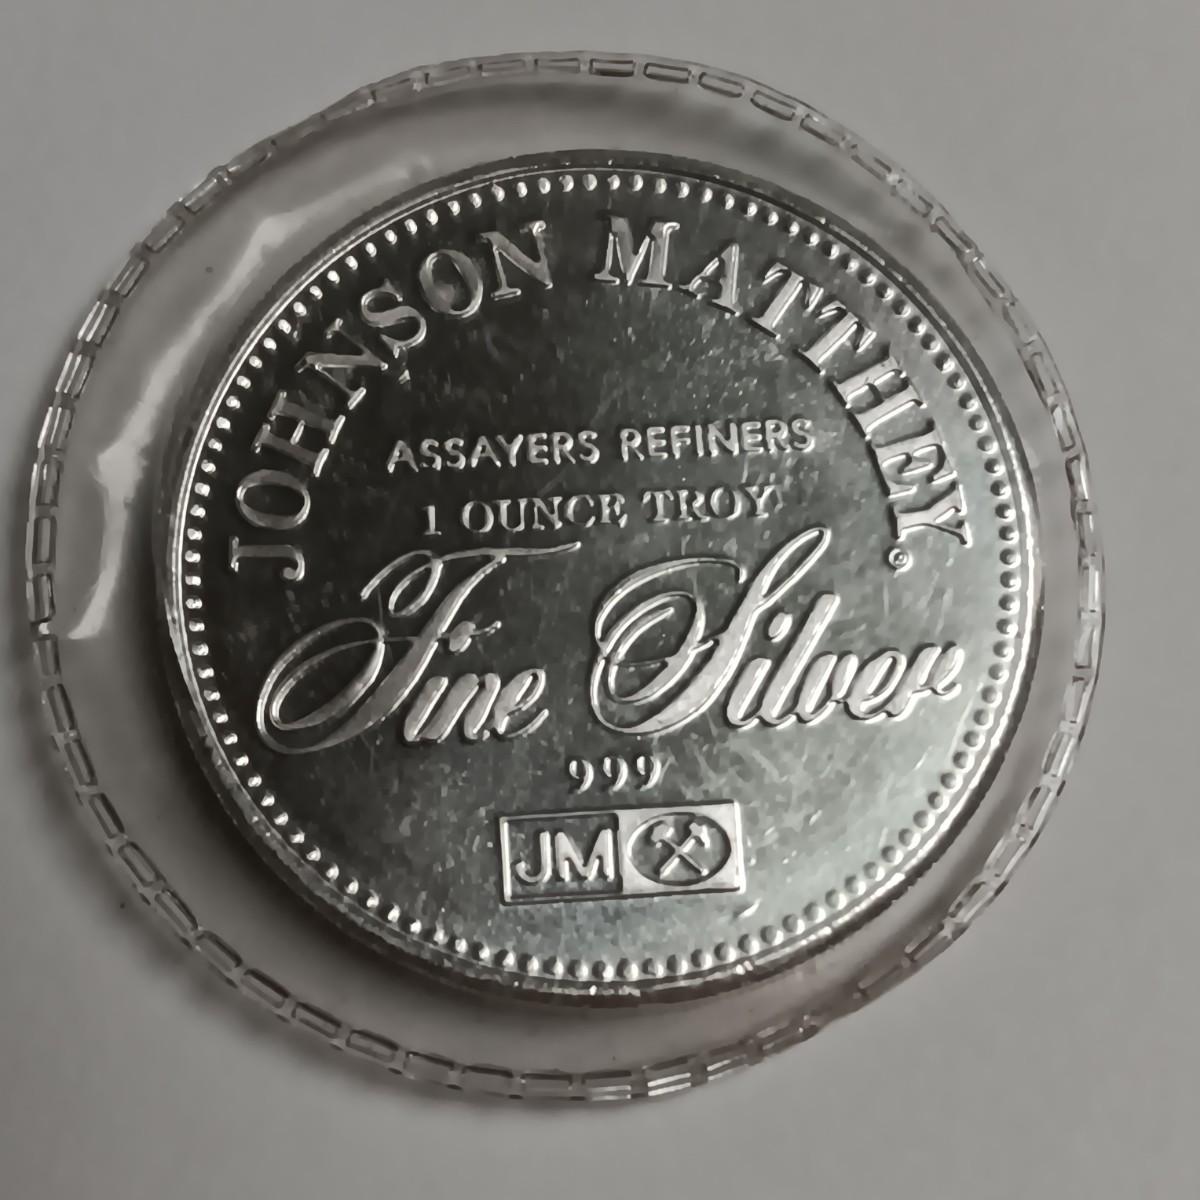 JOHNSON MATTHEY
ASSAYERS REFINERS
1 OUNCE TROY
Fine Silver
999
JM